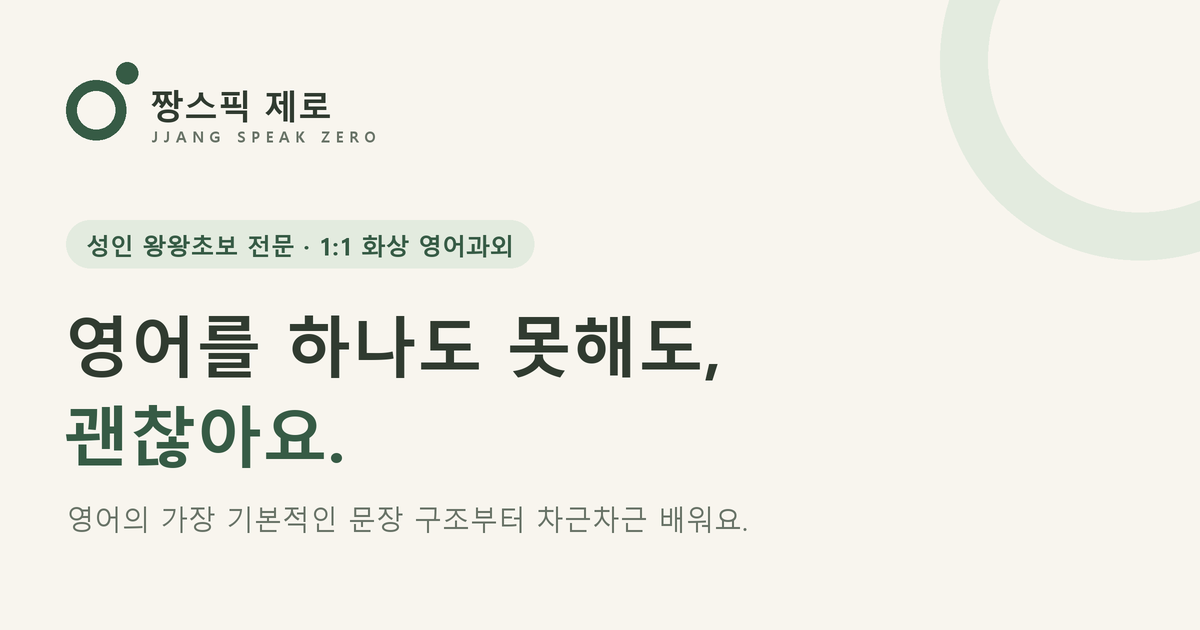 짱스픽 제로
JJANG SPEAK ZERO
성인 왕왕초보 전문 · 1:1 화상 영어과외
영어를 하나도 못해도,
괜찮아요.
영어의 가장 기본적인 문장 구조부터 차근차근 배워요.